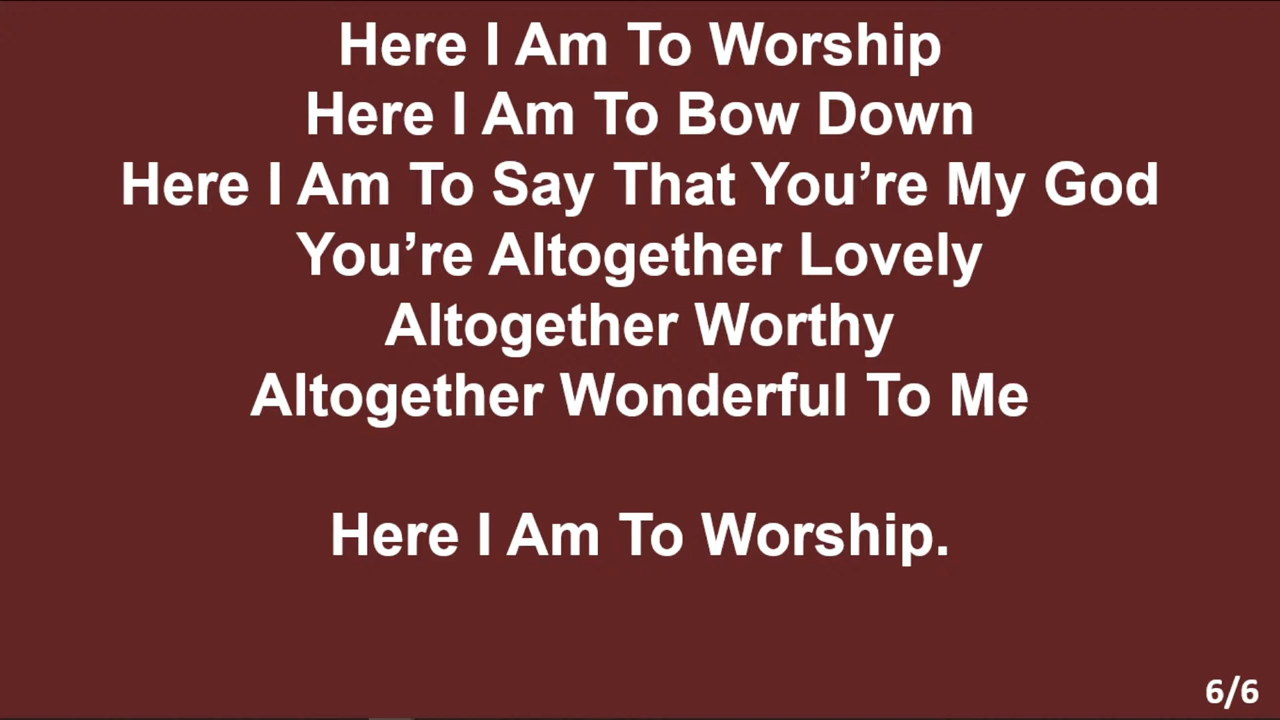 Here I Am To Worship
Here I Am To Bow Down
Here I Am To Say That You’re My God
You’re Altogether Lovely
Altogether Worthy
Altogether Wonderful To Me
Here I Am To Worship.
6/6